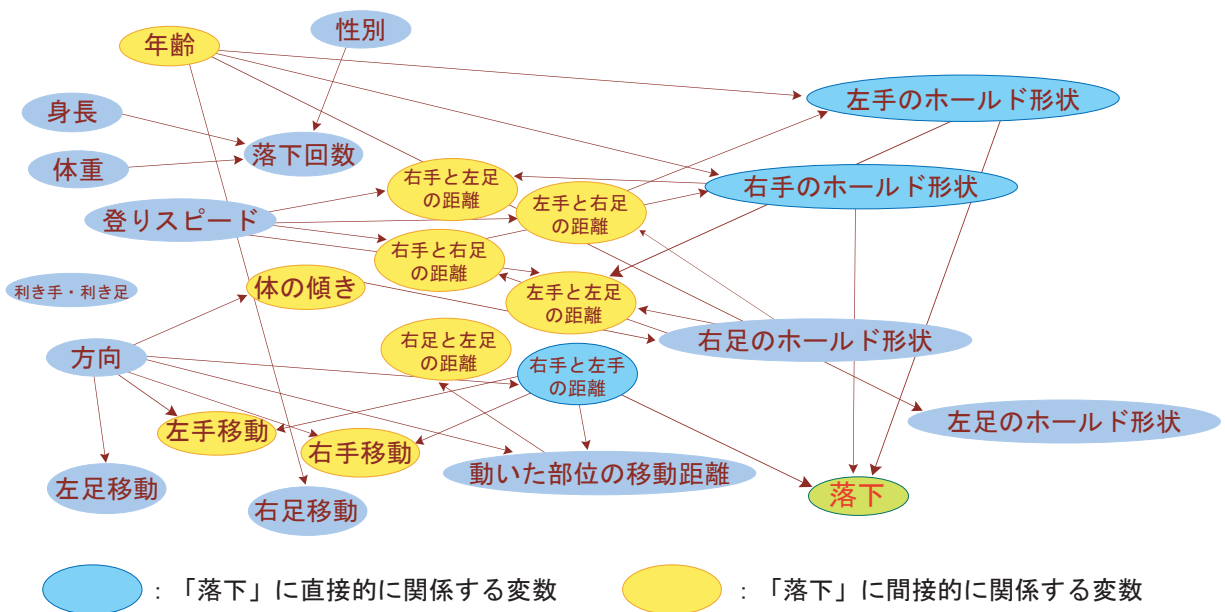 性別
年齢
左手のホールド形状
身長
落下回数
体重
右手と左足
の距離
右手のホールド形状
左手と右足
の距離
登りスピード
右手と右足
の距離
利き手・利き足
体の傾き
左手と左足
の距離
右足のホールド形状
方向
右足と左足
の距離
右手と左手
の距離
左足のホールド形状
左手移動
右手移動
動いた部位の移動距離
左足移動
右足移動
落下
：「落下」に直接的に関係する変数
：「落下」に間接的に関係する変数